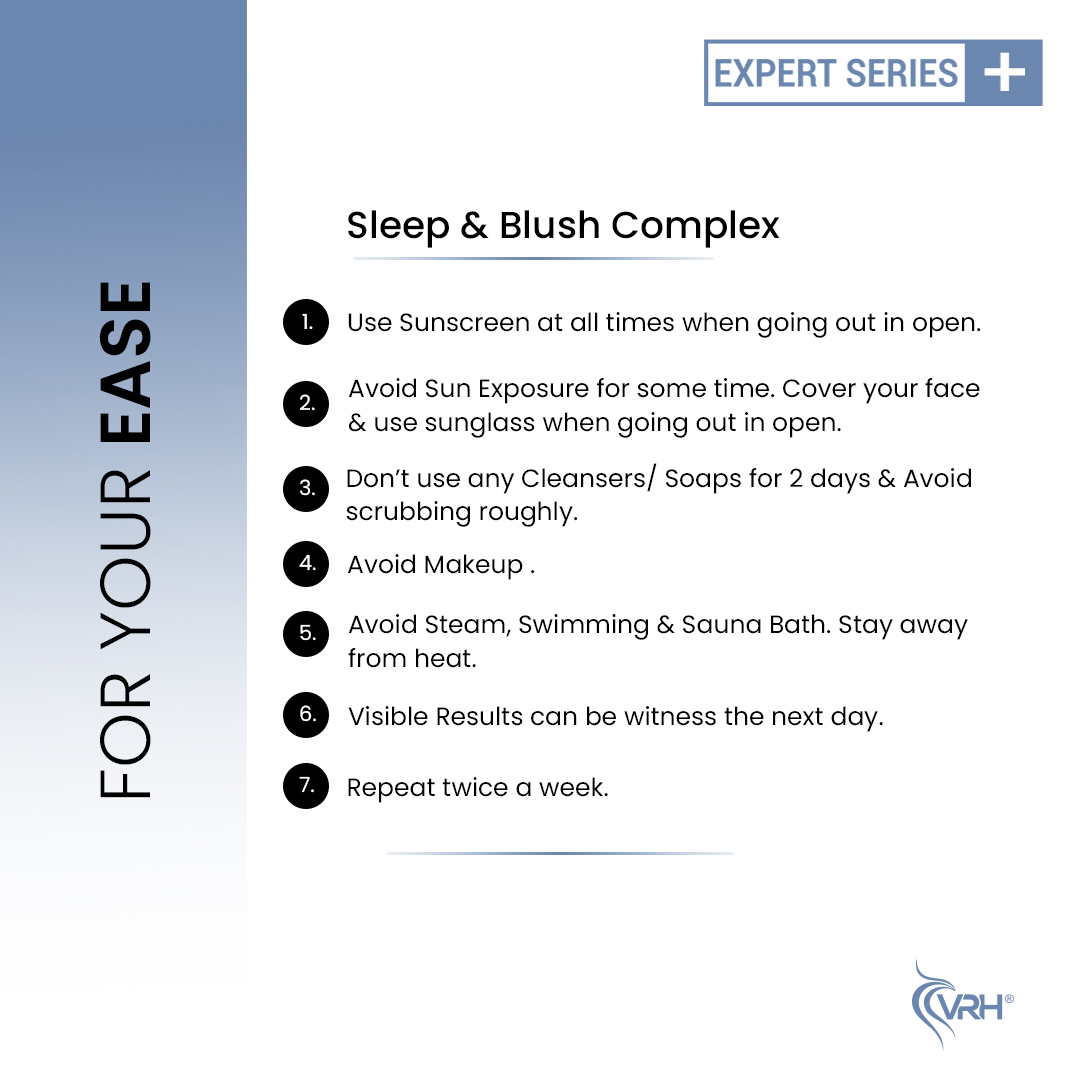 EXPERT SERIES +
FOR YOUR EASE
Sleep & Blush Complex
1. Use Sunscreen at all times when going out in open.
2. Avoid Sun Exposure for some time. Cover your face
& use sunglass when going out in open.
3. Don’t use any Cleansers/ Soaps for 2 days & Avoid
scrubbing roughly.
4. Avoid Makeup .
5. Avoid Steam, Swimming & Sauna Bath. Stay away
from heat.
6. Visible Results can be witness the next day.
7. Repeat twice a week.
VRH®